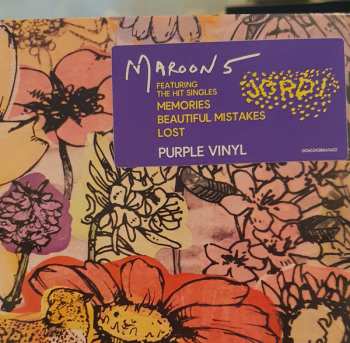 MAROON 5
JORDI
FEATURING
THE HIT SINGLES
MEMORIES
BEAUTIFUL MISTAKES
LOST
PURPLE VINYL